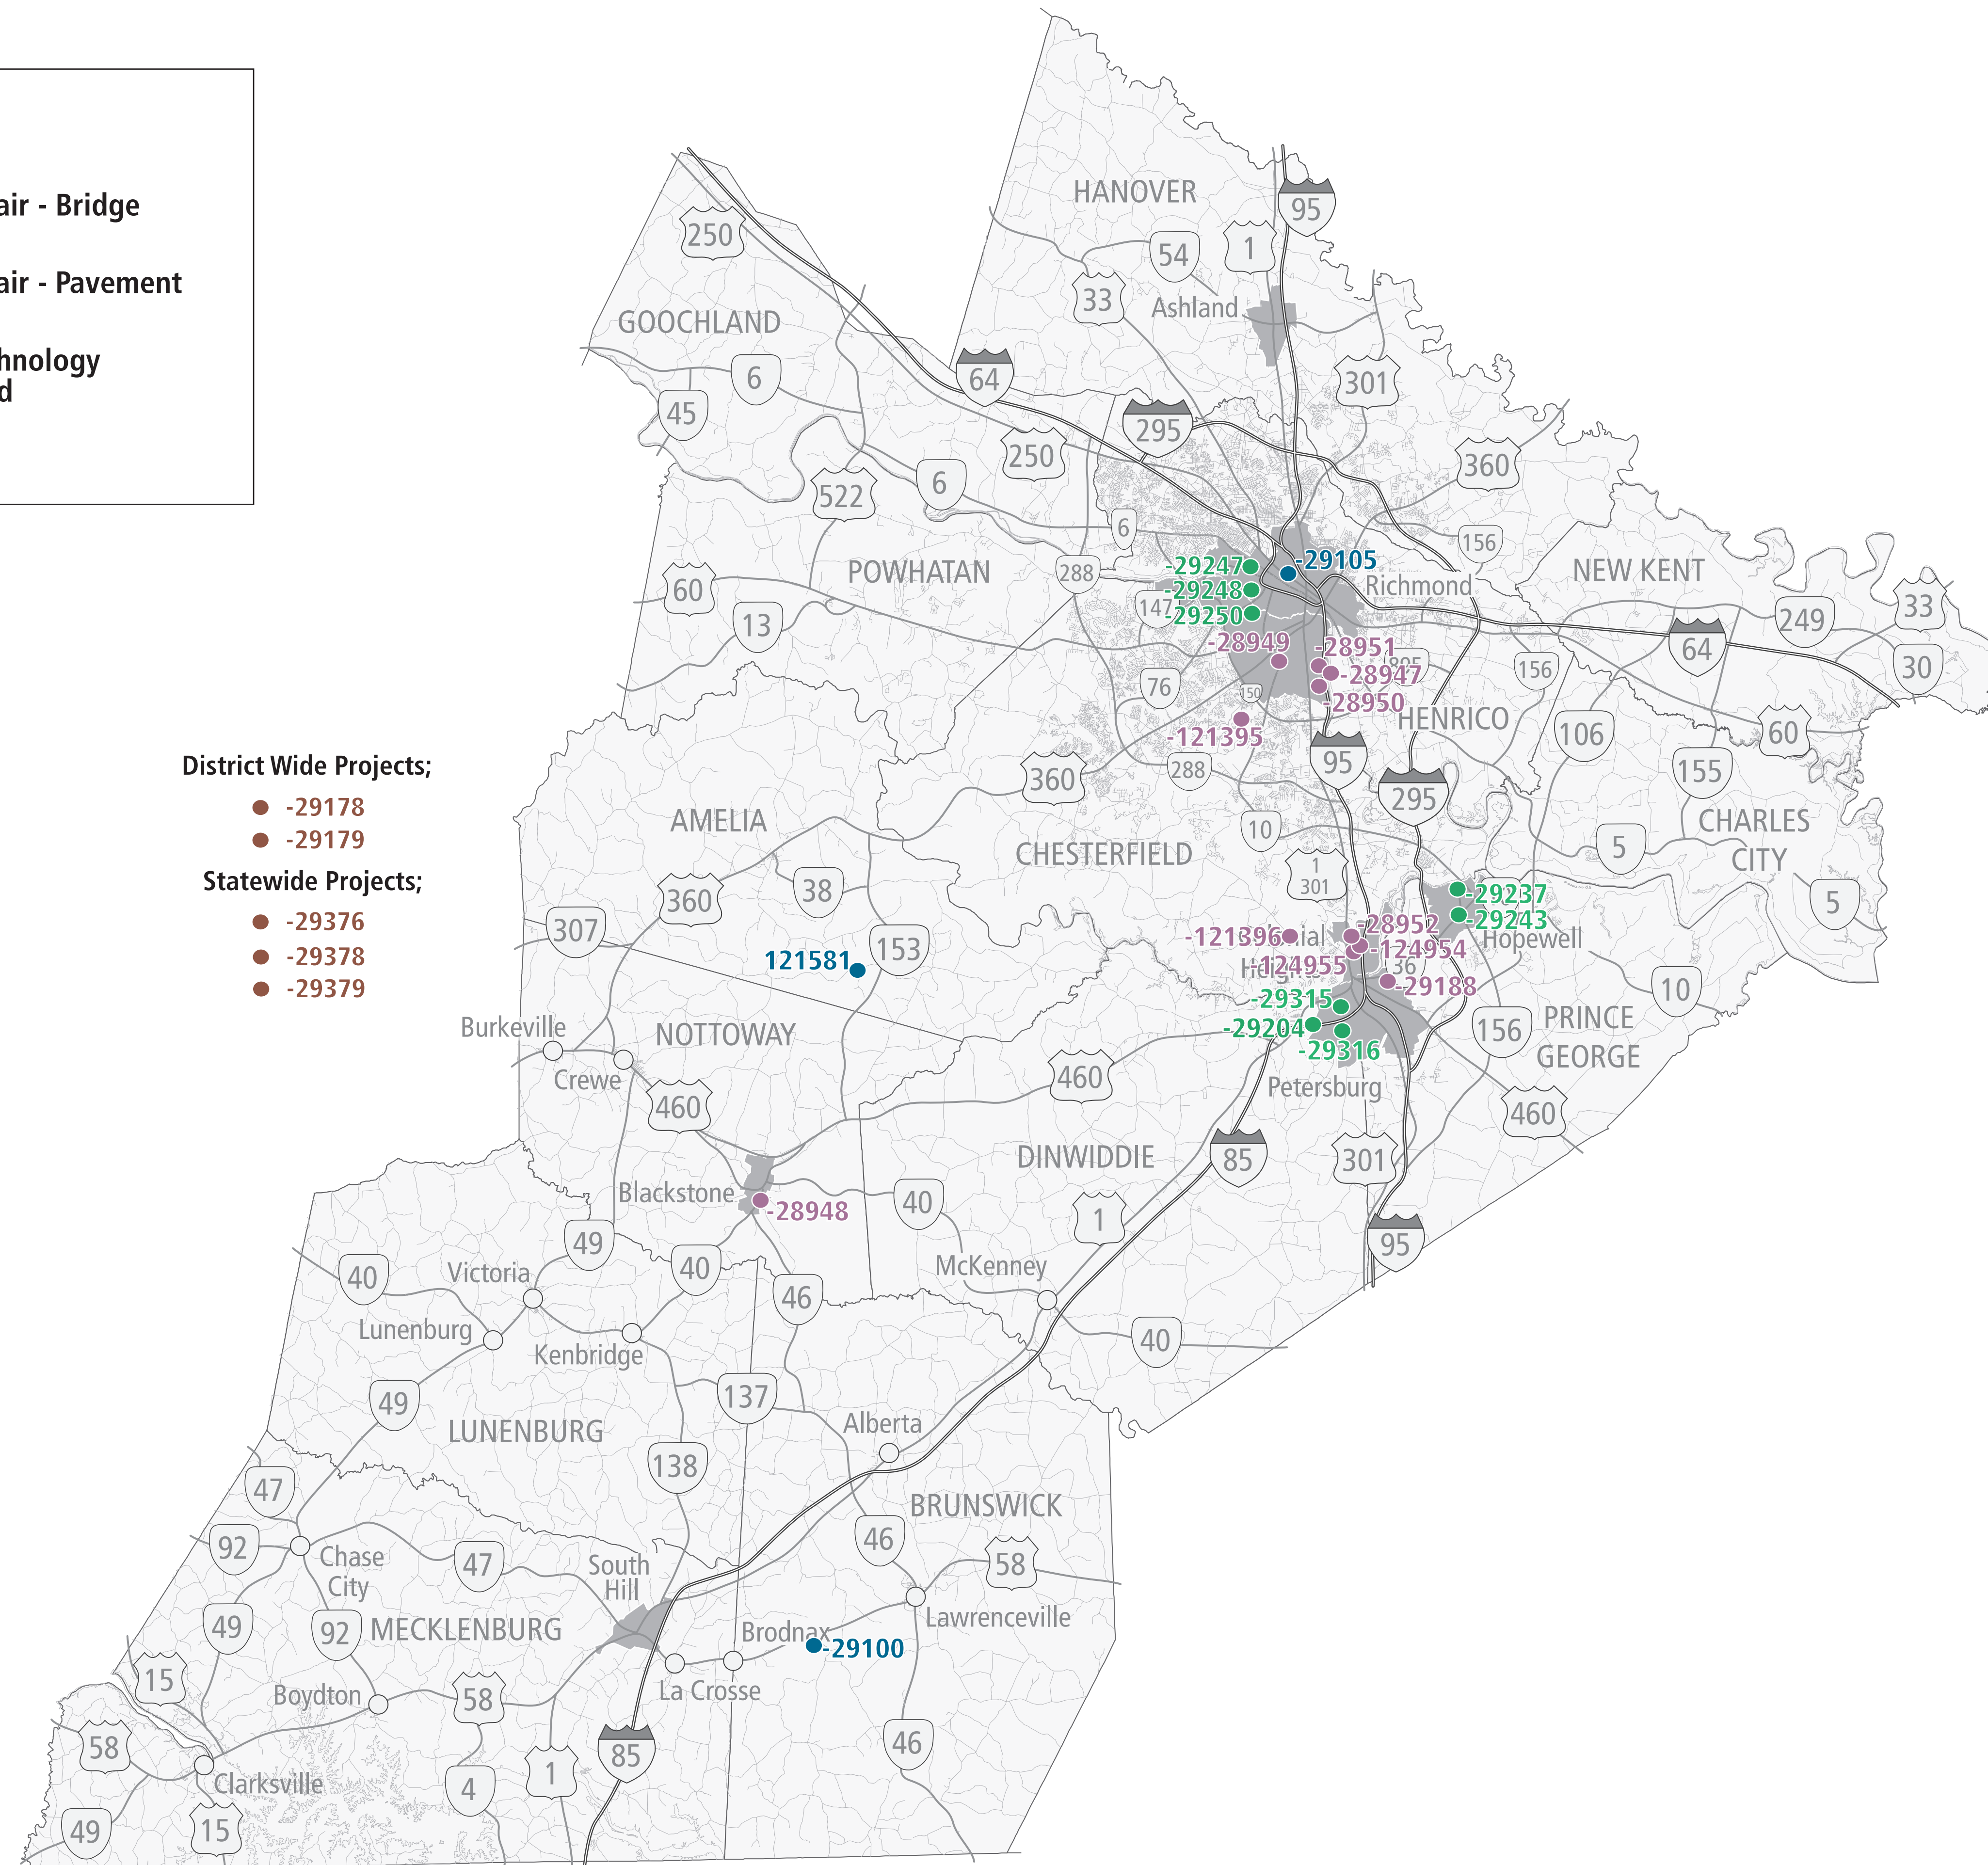 air - Bridge
air - Pavement
hnology
d
District Wide Projects;
-29178
-29179
Statewide Projects;
-29376
-29378
-29379
HANOVER
95
250
1
54
33
Ashland
GOOCHLAND
64
6
301
45
295
250
360
6
522
6
156
-29247
-29105
POWHATAN
288
NEW KENT
Richmond
60
-29248
33
147
-29250
249
13
-28949
-28951
64
895
156
30
76
-28947
150
-28950
HENRICO
-121395
106
60
95
288
155
360
295
AMELIA
10
CHARLES
CITY
CHESTERFIELD
5
1
301
38
360
-29237
5
-29243
307
-28952
-121396
Hopewell
153
-124954
121581
-124955
36
Heights
-29188
10
-29315
Burkeville
NOTTOWAY
-29204
156
PRINCE
GEORGE
-29316
Crewe
460
Petersburg
460
460
DINWIDDIE
85
301
Blackstone
40
-28948
1
49
95
40
Victoria
40
McKenney
46
Lunenburg
Kenbridge
40
137
49
Alberta
LUNENBURG
138
47
BRUNSWICK
46
92
Chase
City
47
South
Hill
58
49
92
MECKLENBURG
Brodnax
Lawrenceville
-29100
15
Boydton
58
La Crosse
58
46
85
Clarksville
4
1
49
15